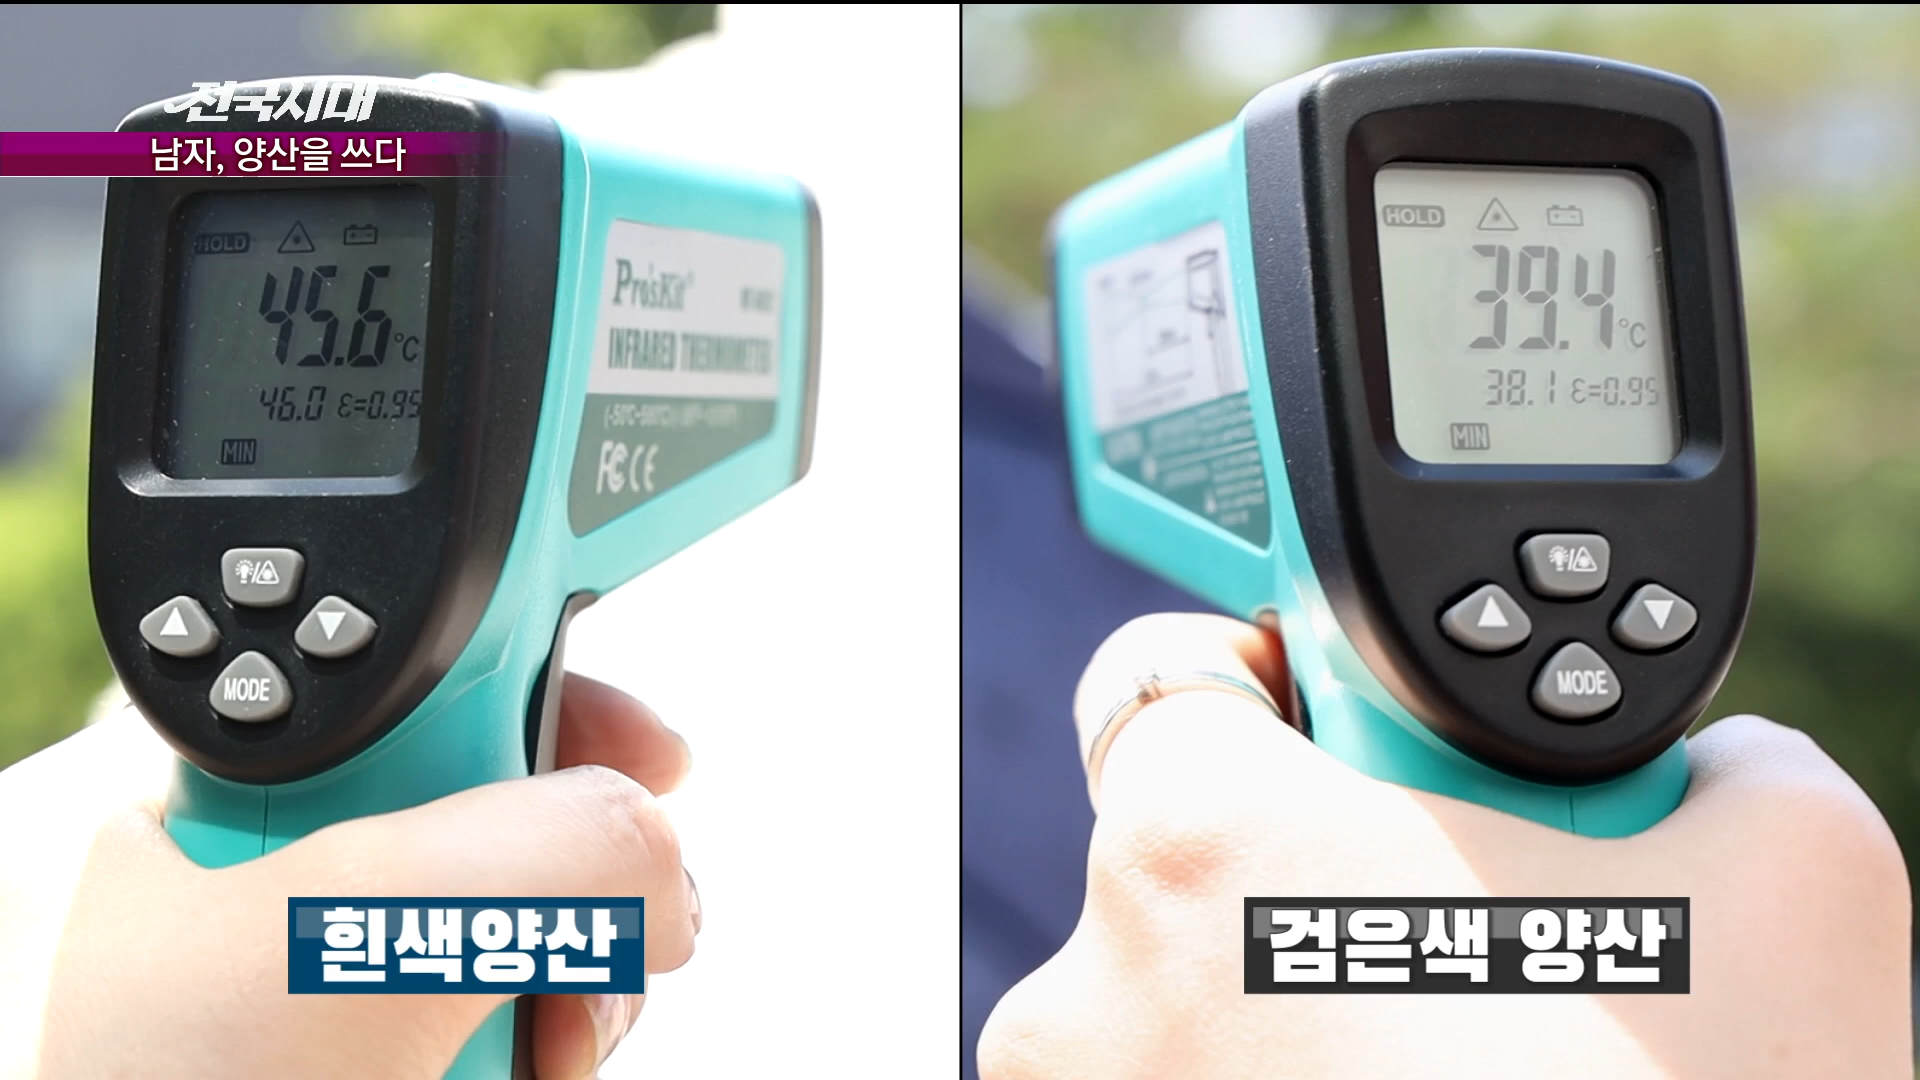 전국시대
남자, 양산을 쓰다
HOLD
45.6 °C
46.0 ε=0.95
MIN
Pro'sKit®
INFRARED THERMOMETER
FC CE
MODE
흰색양산
HOLD
39.4 °C
38.1 ε=0.95
MIN
MODE
검은색 양산